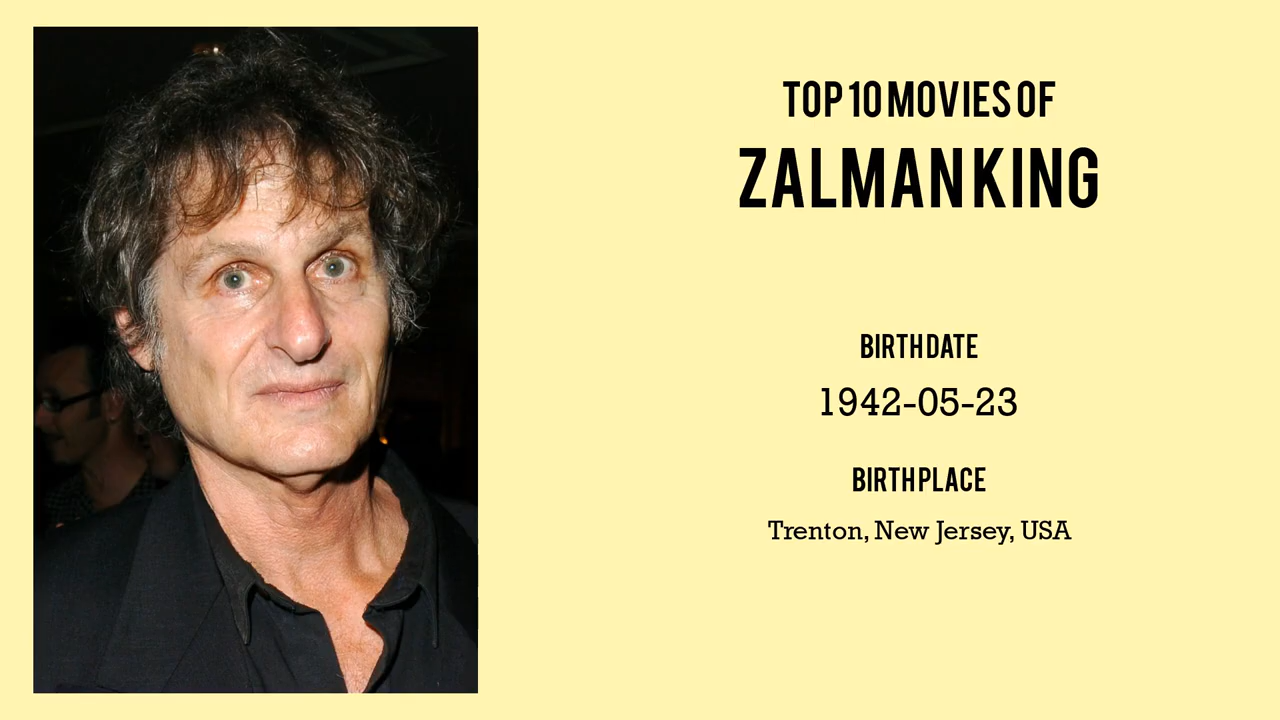 TOP 10 MOVIES OF
ZALMAN KING
BIRTHDATE
1942-05-23
BIRTHPLACE
Trenton, New Jersey, USA